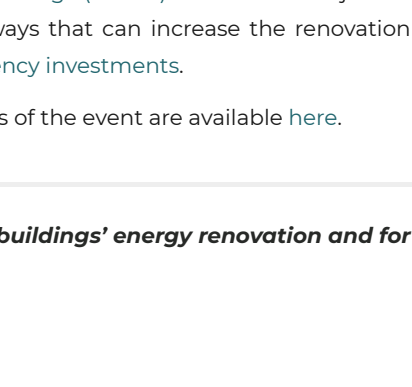 ways that can increase the renovation
ency investments.
s of the event are available here.
buildings’ energy renovation and for